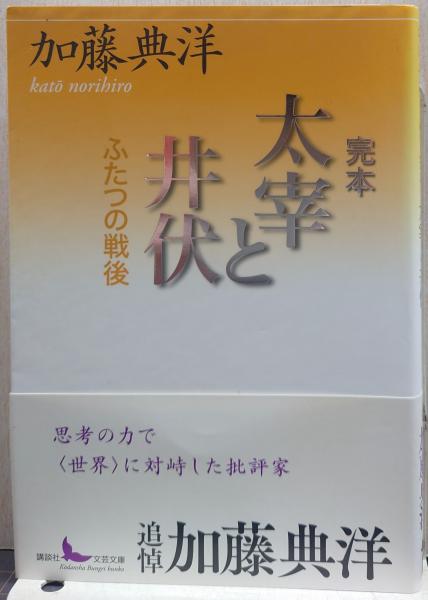 加藤典洋
katō norihiro
完本
太宰と
井伏
ふたつの戦後
思考の力で
〈世界〉に対峙した批評家
追悼 加藤典洋
講談社 文芸文庫
Kodansha Bungei bunko